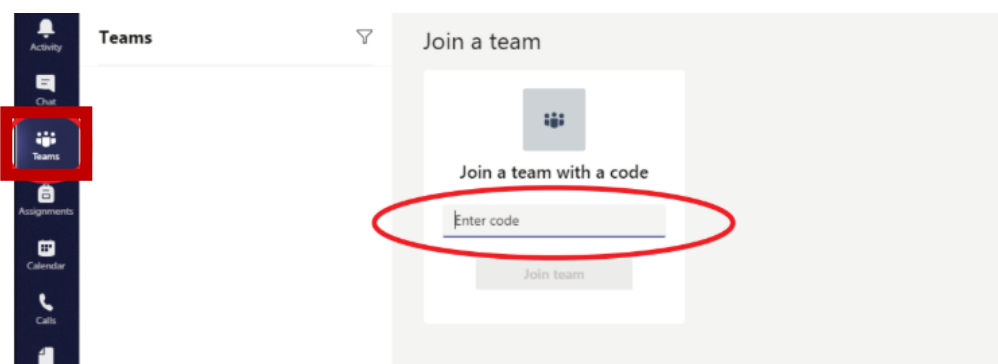 Activity
Chat
Teams
Assignments
Calendar
Calls
Teams
Join a team
Join a team with a code
Enter code
Join team